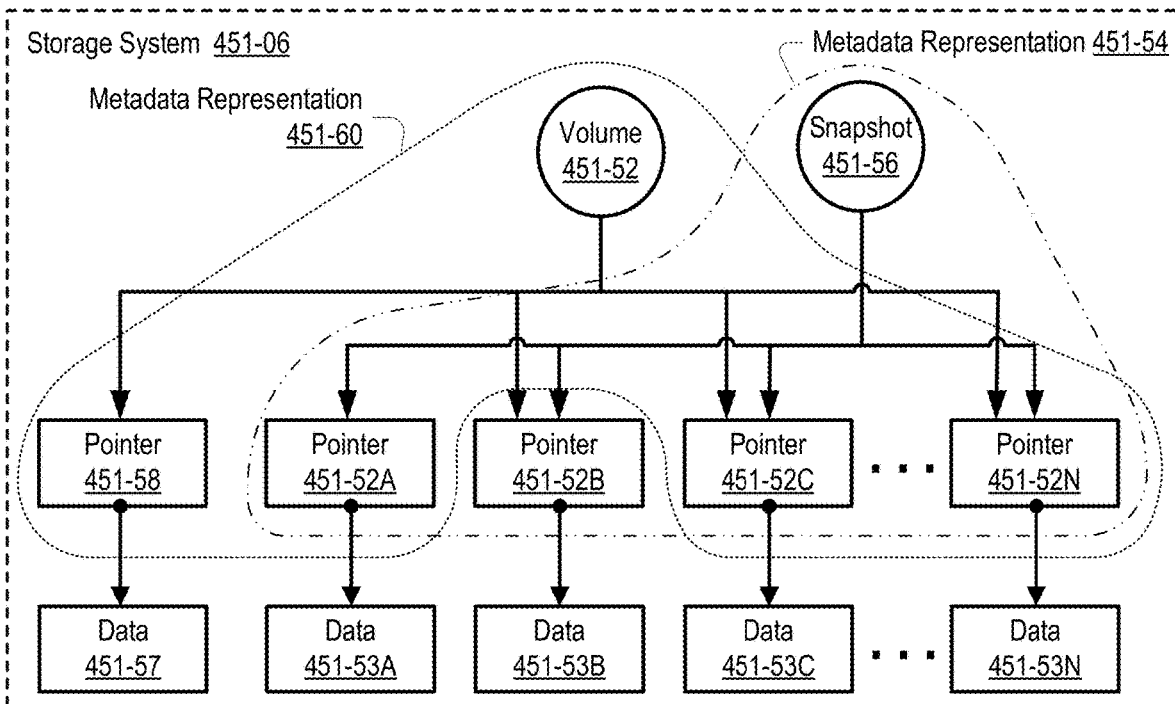 Storage System 451-06
Metadata Representation 451-54
Metadata Representation
451-60
Volume
451-52
Snapshot
451-56
Pointer
451-58
Pointer
451-52A
Pointer
451-52B
Pointer
451-52C
Pointer
451-52N
Data
451-57
Data
451-53A
Data
451-53B
Data
451-53C
Data
451-53N